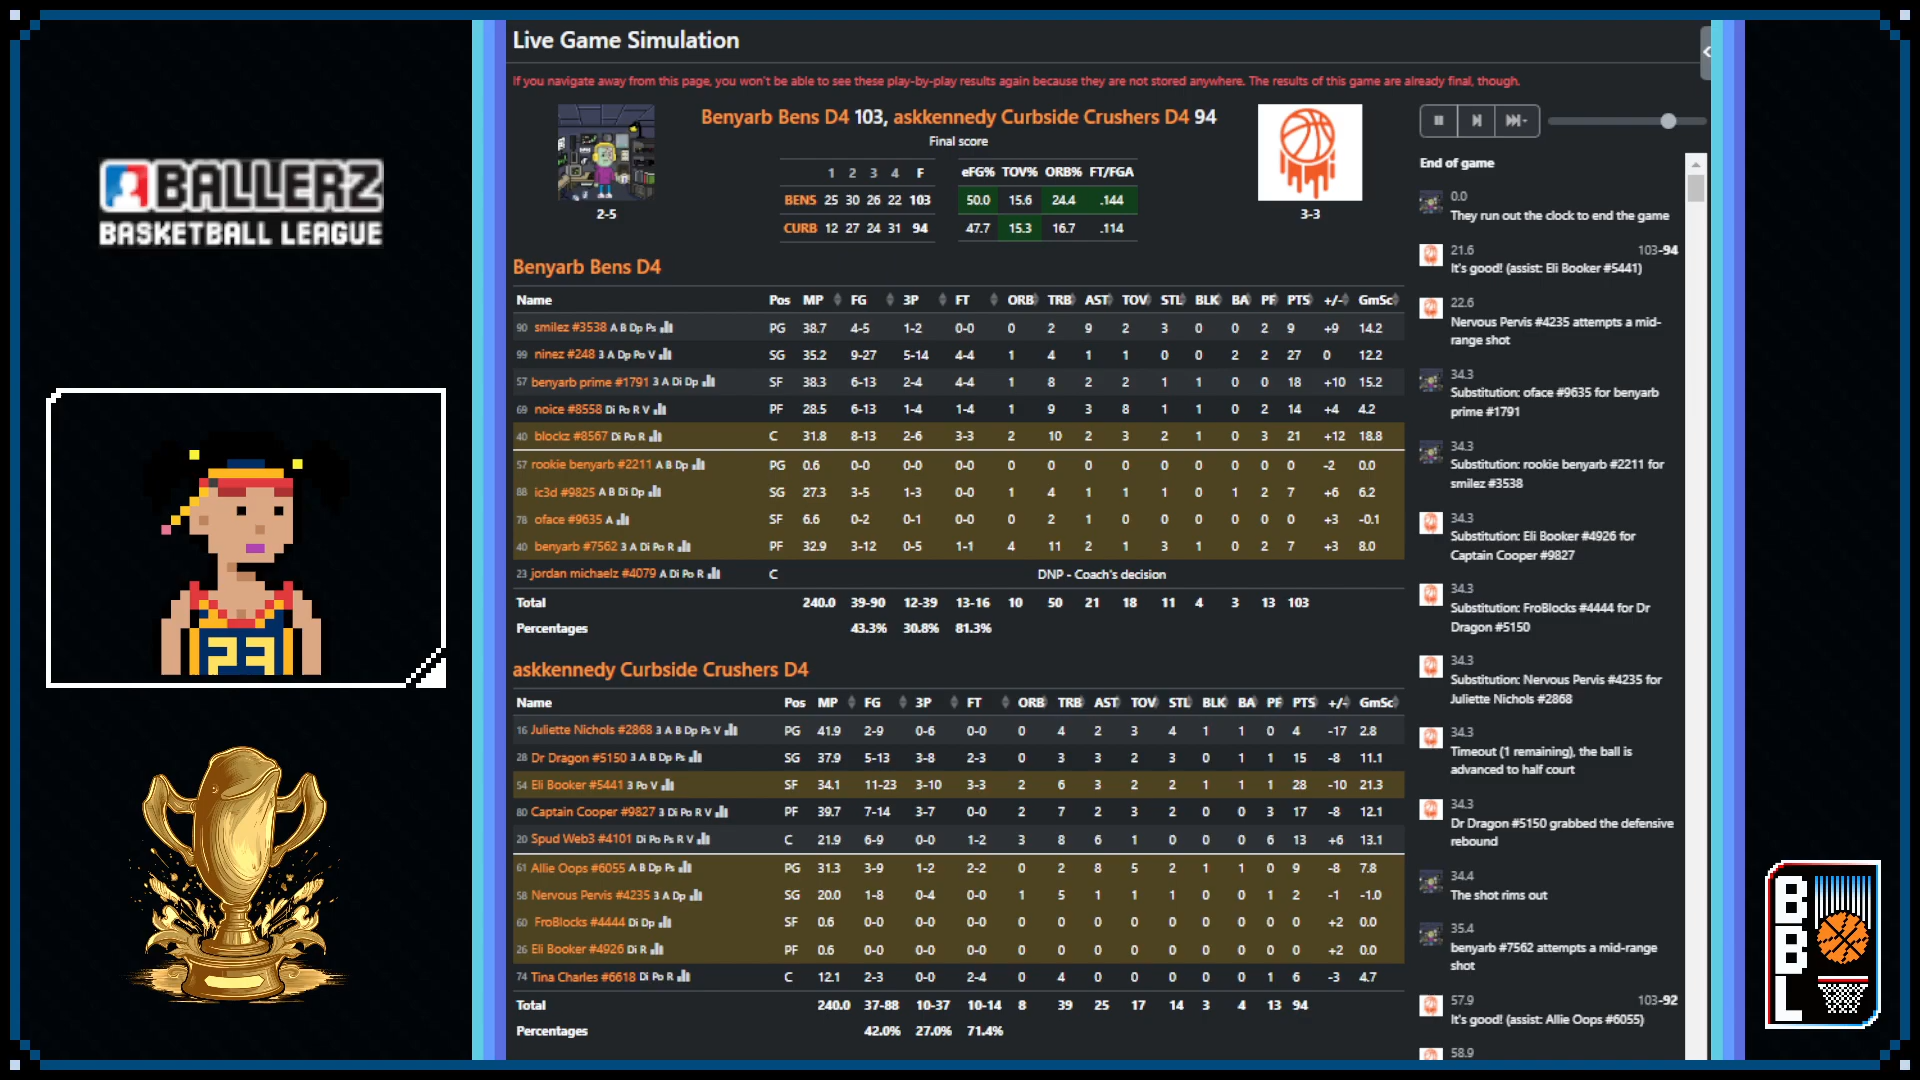 BALLERZ
BASKETBALL LEAGUE
23
BBL
Live Game Simulation
If you navigate away from this page, you won't be able to see these play-by-play results again because they are not stored anywhere. The results of this game are already final, though.
Benyarb Bens D4 103, askkennedy Curbside Crushers D4 94
Final score
2-5
3-3
1 2 3 4 F
BENS 25 30 26 22 103
CURB 12 27 24 31 94
eFG% TOV% ORB% FT/FGA
50.0 15.6 24.4 .144
47.7 15.3 16.7 .114
Benyarb Bens D4
Name Pos MP FG 3P FT ORB TRB AST TOV STL BLK BA PF PTS +/- GmSc
90 smilez #3538 A B Dp Ps PG 38.7 4-5 1-2 0-0 0 2 9 2 3 0 0 2 9 +9 14.2
99 ninez #248 3 A Dp Po V SG 35.2 9-27 5-14 4-4 1 4 1 1 0 0 2 2 27 0 12.2
57 benyarb prime #1791 3 A Di Dp SF 38.3 6-13 2-4 4-4 1 8 2 2 1 1 0 0 18 +10 15.2
69 noice #8558 Di Po R V PF 28.5 6-13 1-4 1-4 1 9 3 8 1 1 0 2 14 +4 4.2
40 blockz #8567 Di Po R C 31.8 8-13 2-6 3-3 2 10 2 3 2 1 0 3 21 +12 18.8
57 rookie benyarb #2211 A B Dp PG 0.6 0-0 0-0 0-0 0 0 0 0 0 0 0 0 0 -2 0.0
88 ic3d #9825 A B Di Dp SG 27.3 3-5 1-3 0-0 1 4 1 1 1 0 1 2 7 +6 6.2
78 oface #9635 A SF 6.6 0-2 0-1 0-0 0 2 1 0 0 0 0 0 0 +3 -0.1
40 benyarb #7562 3 A Di Po R PF 32.9 3-12 0-5 1-1 4 11 2 1 3 1 0 2 7 +3 8.0
23 jordan michaelz #4079 A Di Po R C DNP - Coach's decision
Total 240.0 39-90 12-39 13-16 10 50 21 18 11 4 3 13 103
Percentages 43.3% 30.8% 81.3%
askkennedy Curbside Crushers D4
Name Pos MP FG 3P FT ORB TRB AST TOV STL BLK BA PF PTS +/- GmSc
16 Juliette Nichols #2868 3 A B Dp Ps V PG 41.9 2-9 0-6 0-0 0 4 2 3 4 1 1 0 4 -17 2.8
28 Dr Dragon #5150 3 A B Dp Ps SG 37.9 5-13 3-8 2-3 0 3 3 2 3 0 1 1 15 -8 11.1
54 Eli Booker #5441 3 Po V SF 34.1 11-23 3-10 3-3 2 6 3 2 2 1 1 1 28 -10 21.3
80 Captain Cooper #9827 3 Di Po R V PF 39.7 7-14 3-7 0-0 2 7 2 3 2 0 0 3 17 -8 12.1
20 Spud Web3 #4101 Di Po Ps R V C 21.9 6-9 0-0 1-2 3 8 6 1 0 0 0 6 13 +6 13.1
61 Allie Oops #6055 A B Dp Ps PG 31.3 3-9 1-2 2-2 0 2 8 5 2 1 1 0 9 -8 7.8
58 Nervous Pervis #4235 3 A Dp SG 20.0 1-8 0-4 0-0 1 5 1 1 1 0 0 1 2 -1 -1.0
60 FroBlocks #4444 Di Dp SF 0.6 0-0 0-0 0-0 0 0 0 0 0 0 0 0 0 +2 0.0
26 Eli Booker #4926 Di R PF 0.6 0-0 0-0 0-0 0 0 0 0 0 0 0 0 0 +2 0.0
74 Tina Charles #6618 Di Po R C 12.1 2-3 0-0 2-4 0 4 0 0 0 0 0 1 6 -3 4.7
Total 240.0 37-88 10-37 10-14 8 39 25 17 14 3 4 13 94
Percentages 42.0% 27.0% 71.4%
End of game
0.0
They run out the clock to end the game
21.6 103-94
It's good! (assist: Eli Booker #5441)
22.6
Nervous Pervis #4235 attempts a mid-
range shot
34.3
Substitution: oface #9635 for benyarb
prime #1791
34.3
Substitution: rookie benyarb #2211 for
smilez #3538
34.3
Substitution: Eli Booker #4926 for
Captain Cooper #9827
34.3
Substitution: FroBlocks #4444 for Dr
Dragon #5150
34.3
Substitution: Nervous Pervis #4235 for
Juliette Nichols #2868
34.3
Timeout (1 remaining), the ball is
advanced to half court
34.3
Dr Dragon #5150 grabbed the defensive
rebound
34.4
The shot rims out
35.4
benyarb #7562 attempts a mid-range
shot
57.9 103-92
It's good! (assist: Allie Oops #6055)
58.9